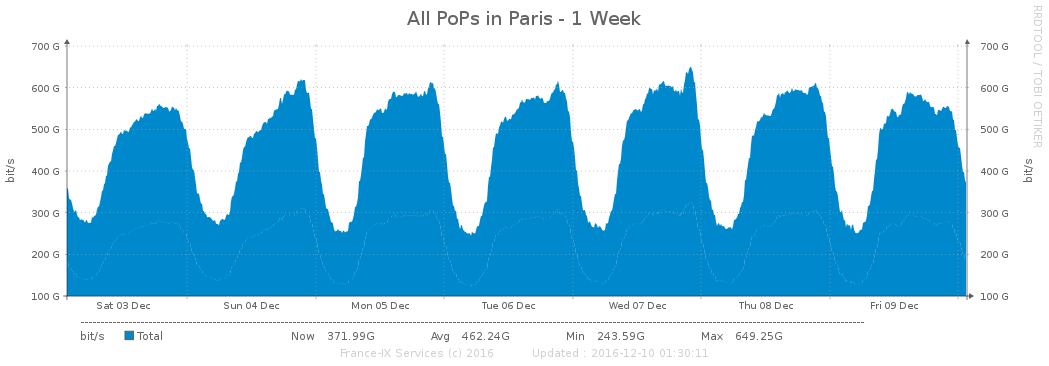 All PoPs in Paris - 1 Week
RRDTOOL / TOBI OETIKER
700 G 700 G
600 G 600 G
500 G 500 G
400 G 400 G
300 G 300 G
200 G 200 G
100 G 100 G
bit/s bit/s
Sat 03 Dec Sun 04 Dec Mon 05 Dec Tue 06 Dec Wed 07 Dec Thu 08 Dec Fri 09 Dec
bit/s Total Now 371.99G Avg 462.24G Min 243.59G Max 649.25G
France-IX Services (c) 2016 Updated : 2016-12-10 01:30:11